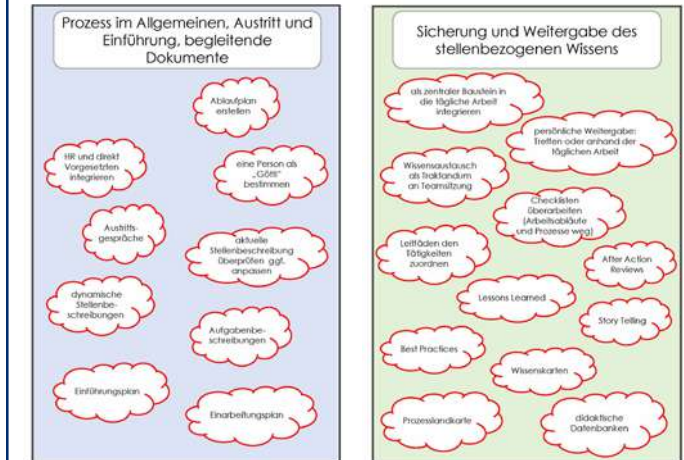 Prozess im Allgemeinen, Austritt und
Einführung, begleitende
Dokumente
Ablaufplan
erstellen
HR und direkt
Vorgesetzten
integrieren
eine Person als
„Götti"
bestimmen
Austritts-
gespräche
aktuelle
Stellenbeschreibung
überprüfen ggf.
anpassen
dynamische
Stellenbe-
schreibungen
Aufgabenbe-
schreibungen
Einführungsplan
Einarbeitungsplan
Sicherung und Weitergabe des
stellenbezogenen Wissens
als zentraler Baustein in
die tägliche Arbeit
integrieren
persönliche Weitergabe:
Treffen oder anhand der
täglichen Arbeit
Wissensaustausch
als Traktandum
an Teamsitzung
Checklisten
überarbeiten
(Arbeitsabläufe
und Prozesse weg)
Leitfäden den
Tätigkeiten
zuordnen
After Action
Reviews
Lessons Learned
Story Telling
Best Practices
Wissenskarten
Prozesslandkarte
didaktische
Datenbanken